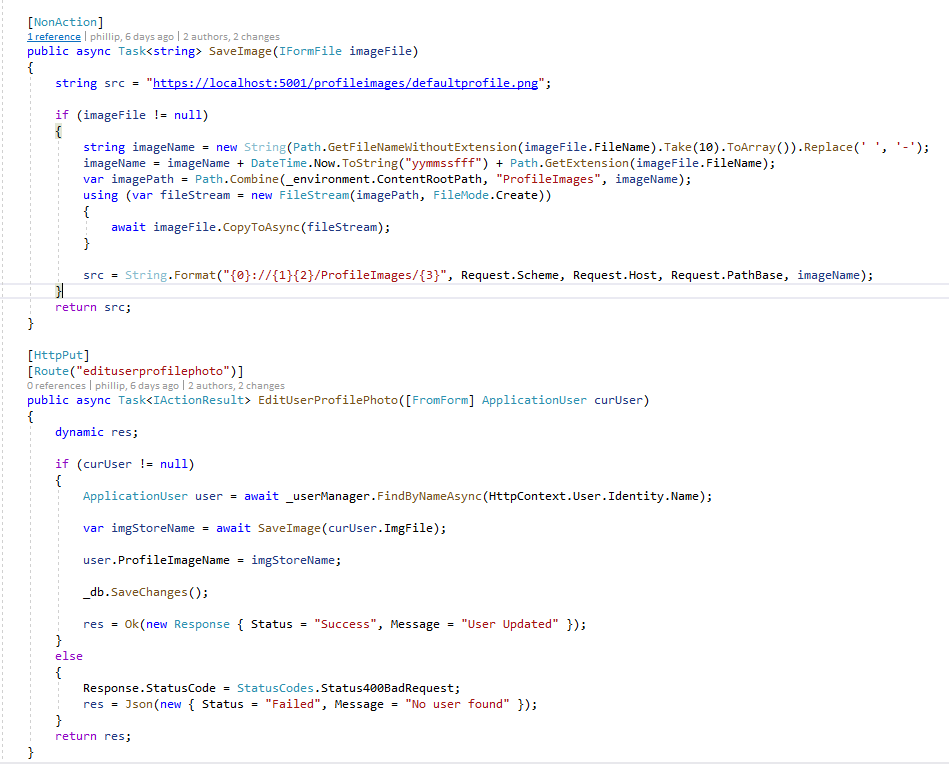 [NonAction]
1 reference | phillip, 6 days ago | 2 authors, 2 changes
public async Task<string> SaveImage(IFormFile imageFile)
{
    string src = "https://localhost:5001/profileimages/defaultprofile.png";

    if (imageFile != null)
    {
        string imageName = new String(Path.GetFileNameWithoutExtension(imageFile.FileName).Take(10).ToArray()).Replace(' ', '-');
        imageName = imageName + DateTime.Now.ToString("yymmssfff") + Path.GetExtension(imageFile.FileName);
        var imagePath = Path.Combine(_environment.ContentRootPath, "ProfileImages", imageName);
        using (var fileStream = new FileStream(imagePath, FileMode.Create))
        {
            await imageFile.CopyToAsync(fileStream);
        }

        src = String.Format("{0}://{1}{2}/ProfileImages/{3}", Request.Scheme, Request.Host, Request.PathBase, imageName);
    }
    return src;
}

[HttpPut]
[Route("edituserprofilephoto")]
0 references | phillip, 6 days ago | 2 authors, 2 changes
public async Task<IActionResult> EditUserProfilePhoto([FromForm] ApplicationUser curUser)
{
    dynamic res;

    if (curUser != null)
    {
        ApplicationUser user = await _userManager.FindByNameAsync(HttpContext.User.Identity.Name);

        var imgStoreName = await SaveImage(curUser.ImgFile);

        user.ProfileImageName = imgStoreName;

        _db.SaveChanges();

        res = Ok(new Response { Status = "Success", Message = "User Updated" });
    }
    else
    {
        Response.StatusCode = StatusCodes.Status400BadRequest;
        res = Json(new { Status = "Failed", Message = "No user found" });
    }
    return res;
}